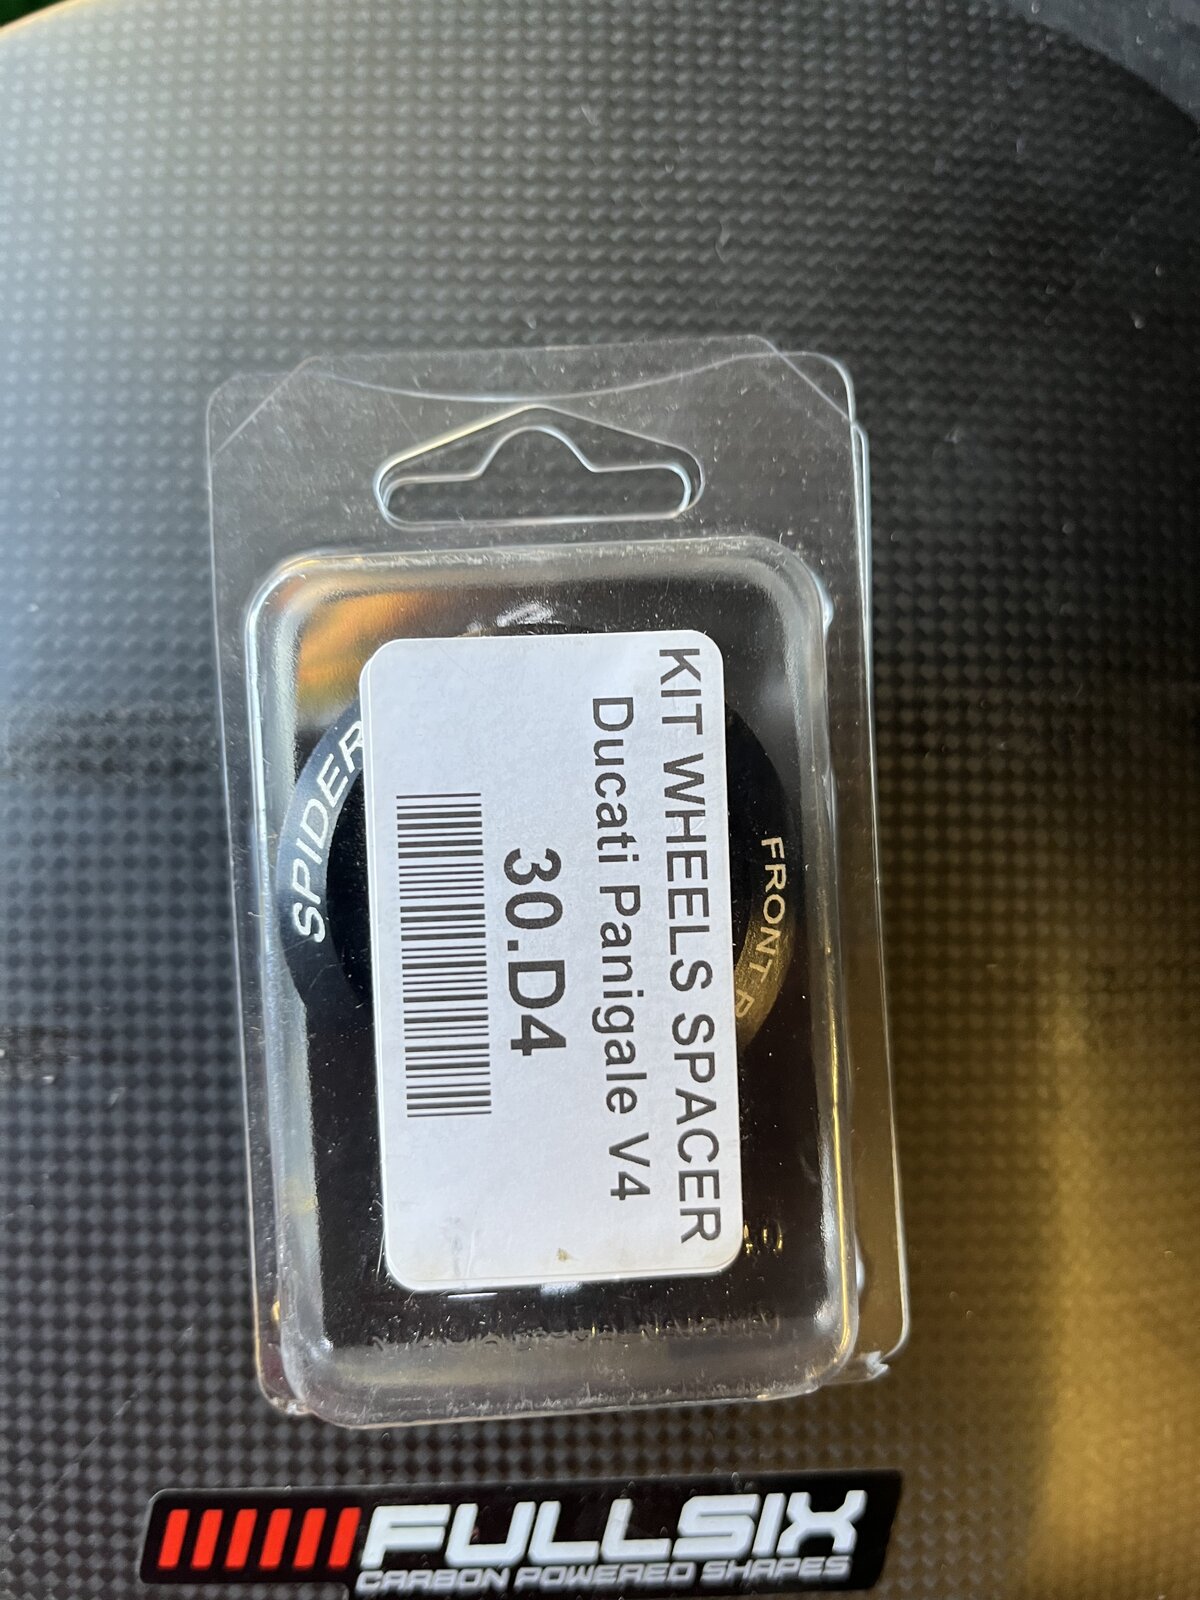 KIT WHEELS SPACER
Ducati Panigale V4
30.D4
SPIDER
FRONT R
FULLSIX
CARBON POWERED SHAPES